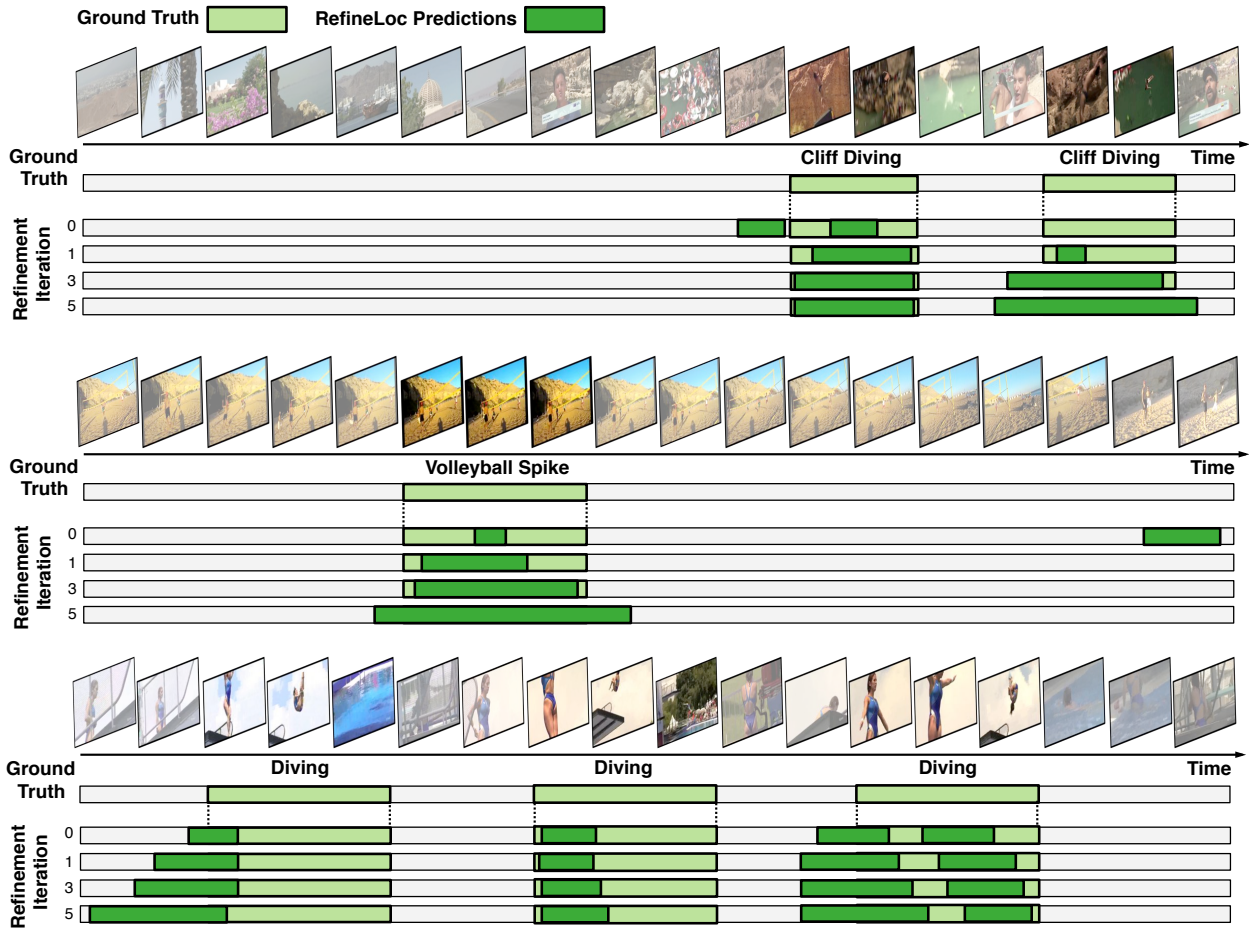 Ground Truth
RefineLoc Predictions
Ground
Truth
Cliff Diving
Cliff Diving
Time
Refinement
Iteration
0
1
3
5
Ground
Truth
Volleyball Spike
Time
Refinement
Iteration
0
1
3
5
Ground
Truth
Diving
Diving
Diving
Time
Refinement
Iteration
0
1
3
5